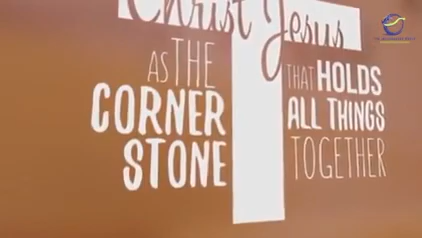 Christ Jesus
AS THE
CORNER
STONE
THAT HOLDS
ALL THINGS
TOGETHER